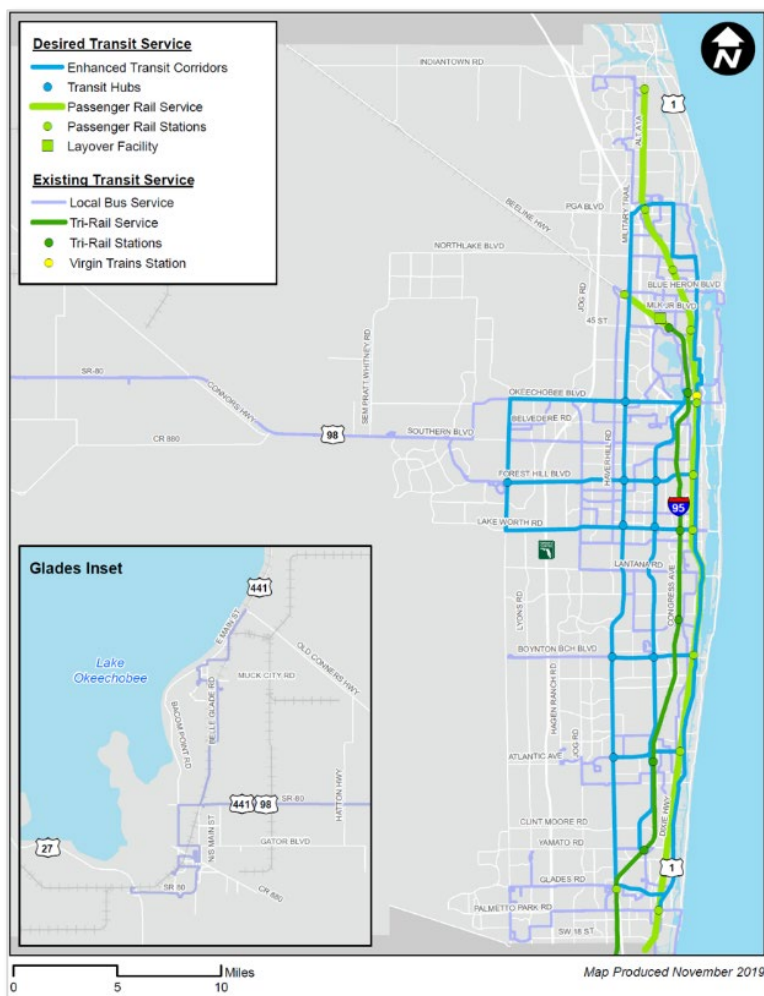 Desired Transit Service
Enhanced Transit Corridors
Transit Hubs
Passenger Rail Service
Passenger Rail Stations
Layover Facility
Existing Transit Service
Local Bus Service
Tri-Rail Service
Tri-Rail Stations
Virgin Trains Station
N
INDIANTOWN RD
1
ALT A1A
MILITARY TRAIL
BEELINE HWY
PGA BLVD
NORTHLAKE BLVD
BLUE HERON BLVD
JOG RD
MLK JR BLVD
45 ST
SEM PRATT WHITNEY RD
SR-80
CONNORS HWY
OKEECHOBEE BLVD
BELVEDERE RD
98
SOUTHERN BLVD
CR 880
HAVERHILL RD
FOREST HILL BLVD
95
LAKE WORTH RD
LANTANA RD
CONGRESS AVE
LYONS RD
BOYNTON BCH BLVD
HAGEN RANCH RD
JOG RD
ATLANTIC AVE
CLINT MOORE RD
DIXIE HWY
YAMATO RD
1
GLADES RD
PALMETTO PARK RD
SW 18 ST
Glades Inset
441
E MAIN ST
Lake
Okeechobee
OLD CONNERS HWY
MUCK CITY RD
BACOM POINT RD
BELLE GLADE RD
HATTON HWY
441
98
SR-80
27
N/S MAIN ST
GATOR BLVD
SR 80
CR 880
0
5
10
Miles
Map Produced November 2019